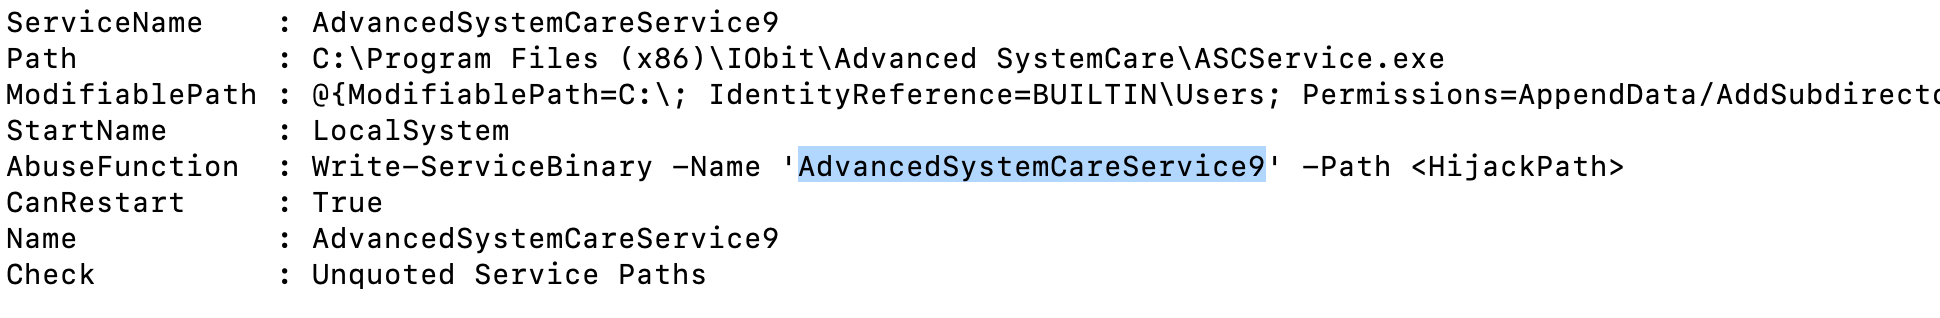 ServiceName    : AdvancedSystemCareService9
Path           : C:\Program Files (x86)\IObit\Advanced SystemCare\ASCService.exe
ModifiablePath : @{ModifiablePath=C:\; IdentityReference=BUILTIN\Users; Permissions=AppendData/AddSubdirecto
StartName      : LocalSystem
AbuseFunction  : Write-ServiceBinary -Name 'AdvancedSystemCareService9' -Path <HijackPath>
CanRestart     : True
Name           : AdvancedSystemCareService9
Check          : Unquoted Service Paths